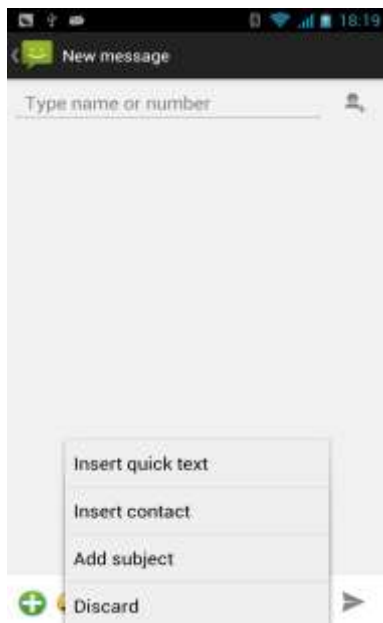 18:19
New message
Type name or number
Insert quick text
Insert contact
Add subject
Discard